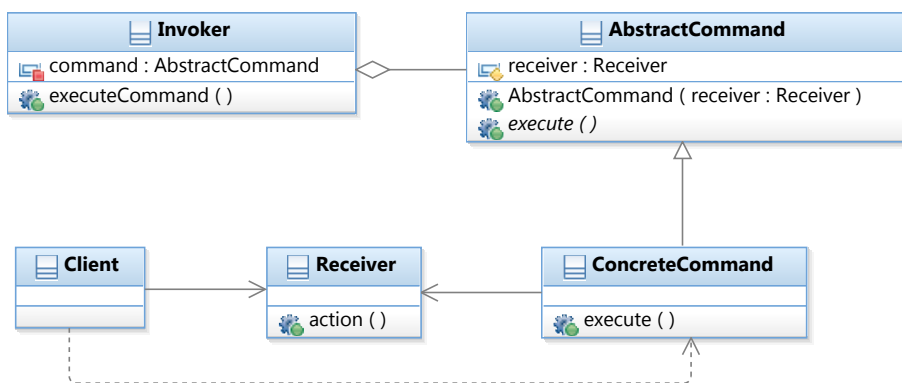 Invoker
command : AbstractCommand
executeCommand ( )
AbstractCommand
receiver : Receiver
AbstractCommand ( receiver : Receiver )
execute ( )
Client
Receiver
action ( )
ConcreteCommand
execute ( )